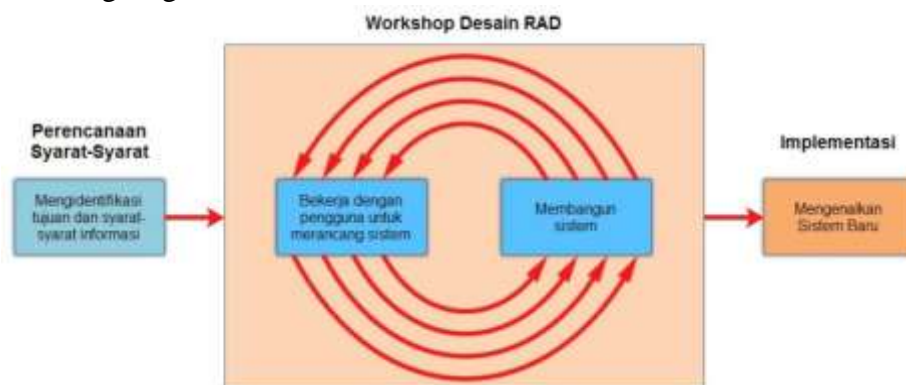 Workshop Desain RAD
Perencanaan
Syarat-Syarat
Mengidentifikasi
tujuan dan syarat-
syarat informasi
Bekerja dengan
pengguna untuk
merancang sistem
Membangun
sistem
Implementasi
Mengenalkan
Sistem Baru